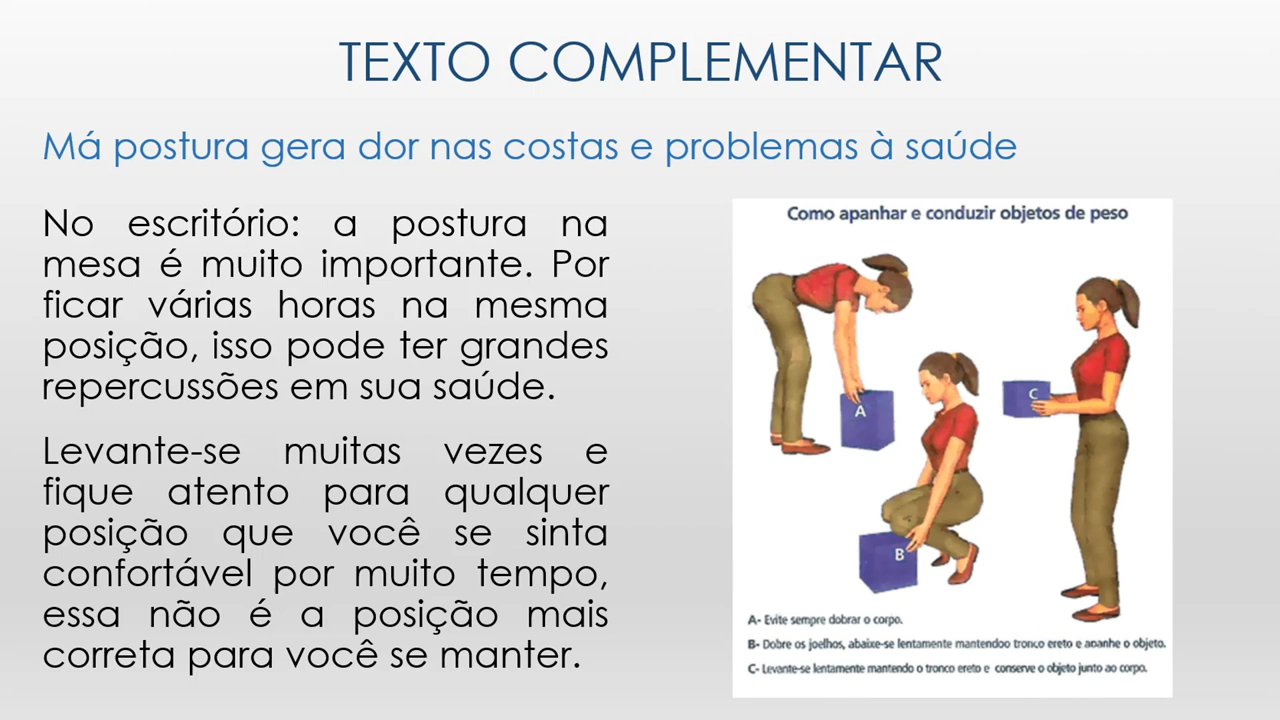 TEXTO COMPLEMENTAR
Má postura gera dor nas costas e problemas à saúde
No escritório: a postura na
mesa é muito importante. Por
ficar várias horas na mesma
posição, isso pode ter grandes
repercussões em sua saúde.
Levante-se muitas vezes e
fique atento para qualquer
posição que você se sinta
confortável por muito tempo,
essa não é a posição mais
correta para você se manter.
Como apanhar e conduzir objetos de peso
A
C
B
A- Evite sempre dobrar o corpo.
B- Dobre os joelhos, abaixe-se lentamente mantendoo tronco ereto e apanhe o objeto.
C- Levante-se lentamente mantendo o tronco ereto e conserve o objeto junto ao corpo.